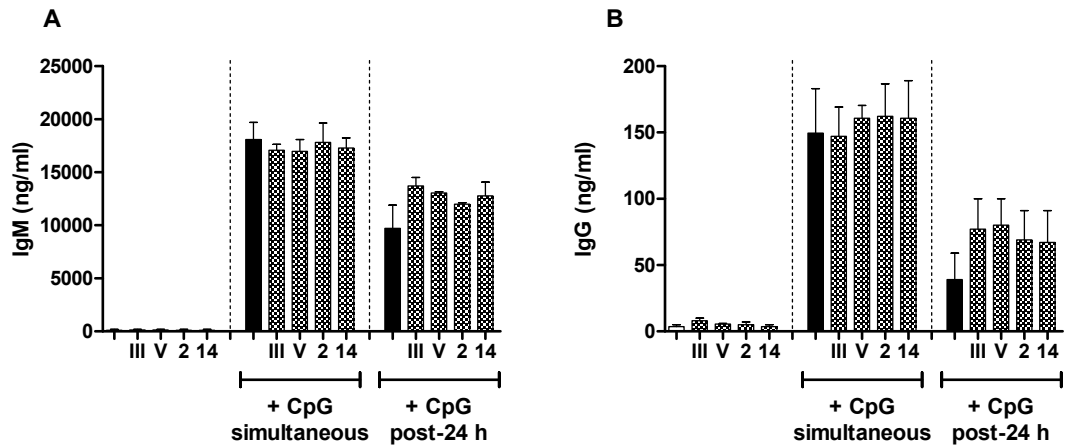 A
IgM (ng/ml)
25000
20000
15000
10000
5000
0
III V 2 14
III V 2 14
III V 2 14
+ CpG
simultaneous
+ CpG
post-24 h
B
IgG (ng/ml)
200
150
100
50
0
III V 2 14
III V 2 14
III V 2 14
+ CpG
simultaneous
+ CpG
post-24 h